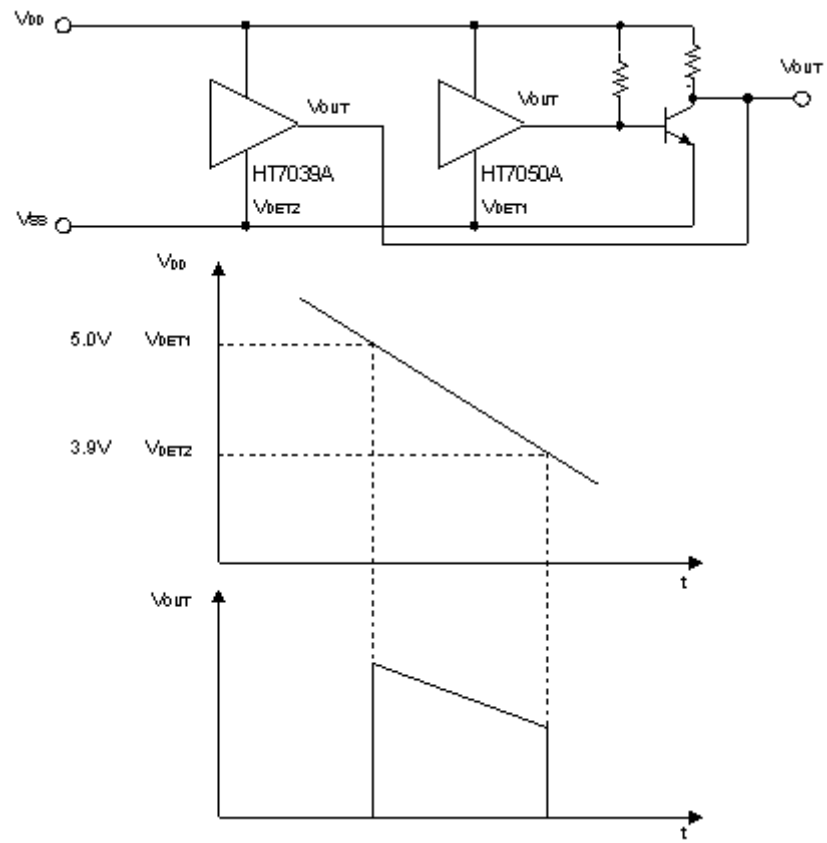 VDD
VOUT
VOUT
VOUT
HT7039A
HT7050A
VSS
VDET2
VDET1
VDD
5.0V VDET1
3.9V VDET2
t
VOUT
t